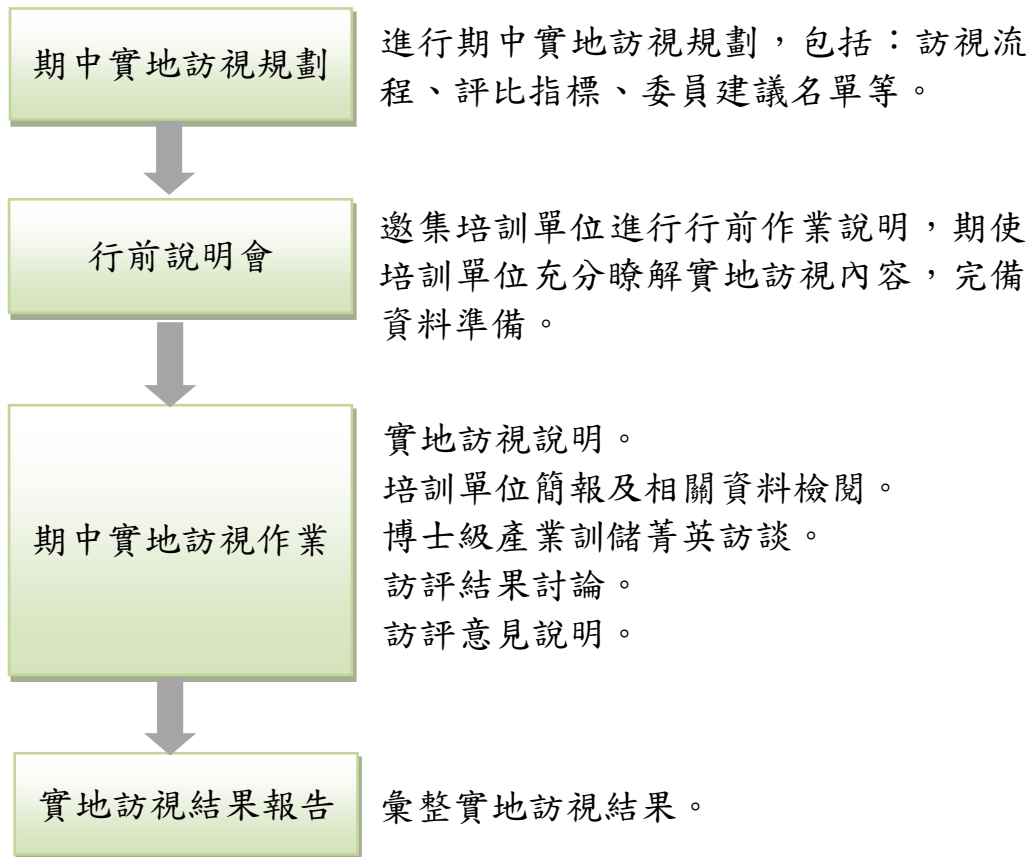 期中實地訪視規劃
進行期中實地訪視規劃，包括：訪視流
程、評比指標、委員建議名單等。
行前說明會
邀集培訓單位進行行前作業說明，期使
培訓單位充分瞭解實地訪視內容，完備
資料準備。
期中實地訪視作業
實地訪視說明。
培訓單位簡報及相關資料檢閱。
博士級產業訓儲菁英訪談。
訪評結果討論。
訪評意見說明。
實地訪視結果報告
彙整實地訪視結果。